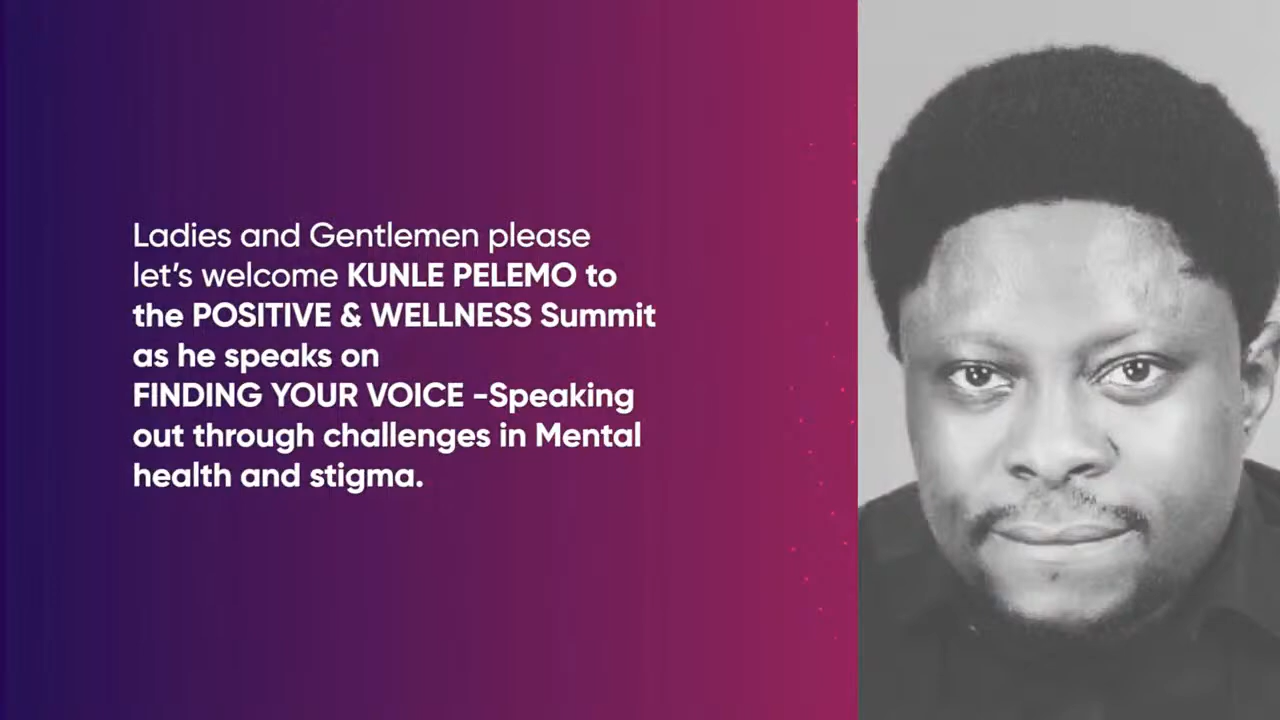 Ladies and Gentlemen please
let’s welcome KUNLE PELEMO to
the POSITIVE & WELLNESS Summit
as he speaks on
FINDING YOUR VOICE -Speaking
out through challenges in Mental
health and stigma.